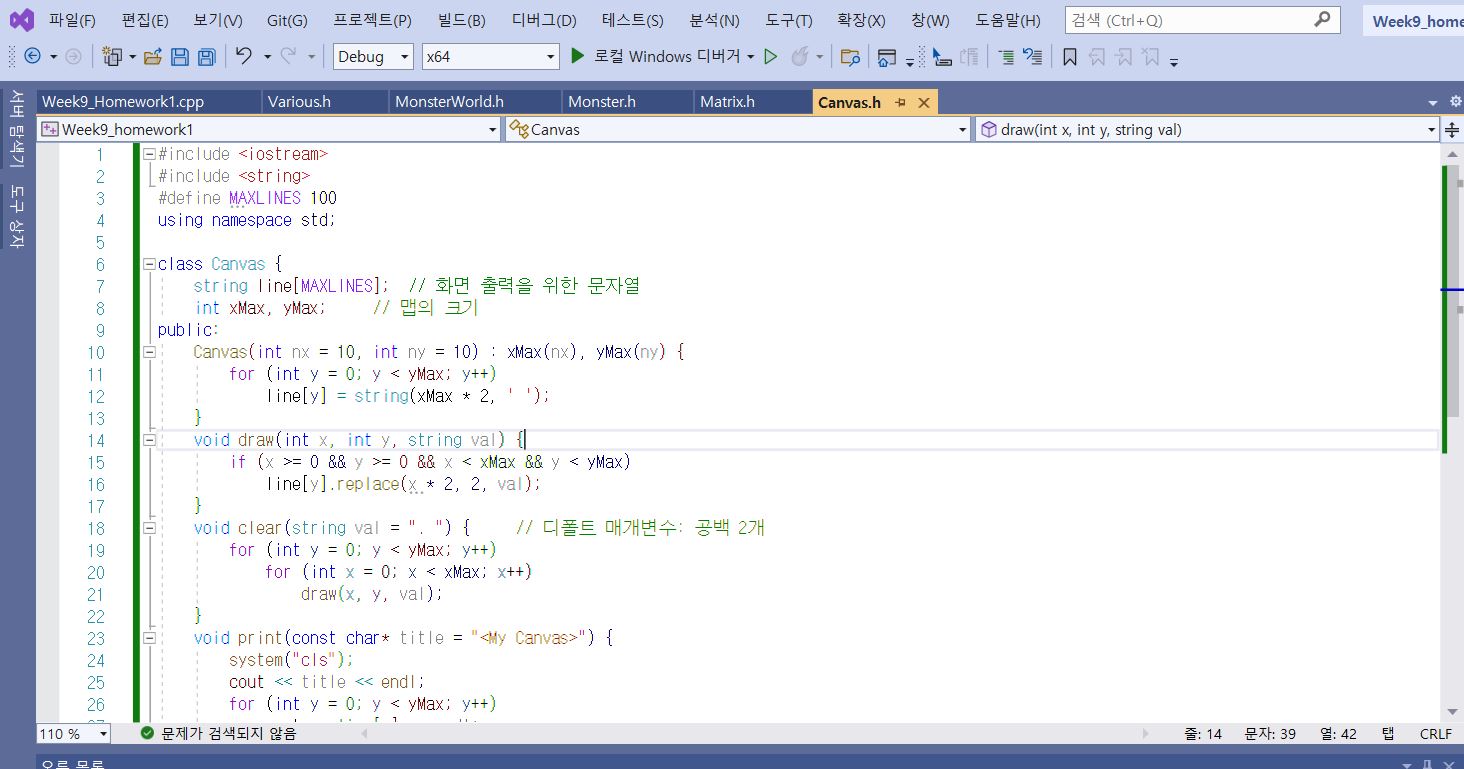 파일(F) 편집(E) 보기(V) Git(G) 프로젝트(P) 빌드(B) 디버그(D) 테스트(S) 분석(N) 도구(T) 확장(X) 창(W) 도움말(H) 검색 (Ctrl+Q) Week9_home
Debug x64 로컬 Windows 디버거
서버 탐색기
도구 상자
Week9_Homework1.cpp Various.h MonsterWorld.h Monster.h Matrix.h Canvas.h
Week9_homework1 Canvas draw(int x, int y, string val)
1 #include <iostream>
2 #include <string>
3 #define MAXLINES 100
4 using namespace std;
5
6 class Canvas {
7 string line[MAXLINES]; // 화면 출력을 위한 문자열
8 int xMax, yMax; // 맵의 크기
9 public:
10 Canvas(int nx = 10, int ny = 10) : xMax(nx), yMax(ny) {
11 for (int y = 0; y < yMax; y++)
12 line[y] = string(xMax * 2, ' ');
13 }
14 void draw(int x, int y, string val) {
15 if (x >= 0 && y >= 0 && x < xMax && y < yMax)
16 line[y].replace(x * 2, 2, val);
17 }
18 void clear(string val = ". ") { // 디폴트 매개변수: 공백 2개
19 for (int y = 0; y < yMax; y++)
20 for (int x = 0; x < xMax; x++)
21 draw(x, y, val);
22 }
23 void print(const char* title = "<My Canvas>") {
24 system("cls");
25 cout << title << endl;
26 for (int y = 0; y < yMax; y++)
110 % 문제가 검색되지 않음 줄: 14 문자: 39 열: 42 탭 CRLF
오류 목록